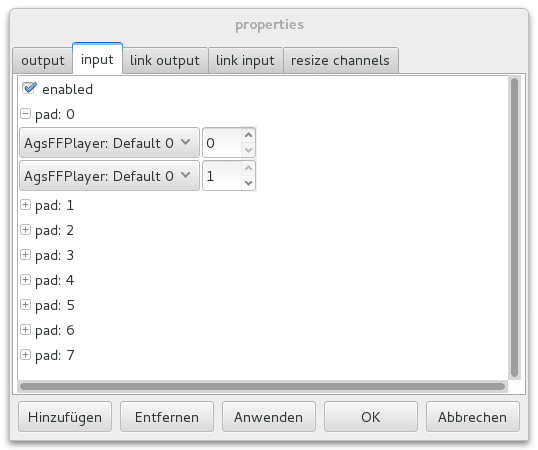 properties
output input link output link input resize channels
enabled
pad: 0
AgsFFPlayer: Default 0 0
AgsFFPlayer: Default 0 1
pad: 1
pad: 2
pad: 3
pad: 4
pad: 5
pad: 6
pad: 7
Hinzufügen Entfernen Anwenden OK Abbrechen